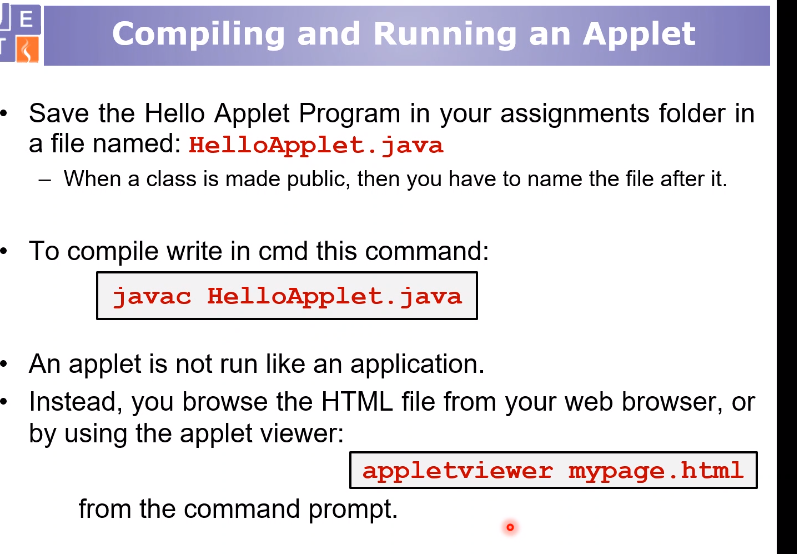 E
T
Compiling and Running an Applet
• Save the Hello Applet Program in your assignments folder in
a file named: HelloApplet.java
– When a class is made public, then you have to name the file after it.
• To compile write in cmd this command:
javac HelloApplet.java
• An applet is not run like an application.
• Instead, you browse the HTML file from your web browser, or
by using the applet viewer:
appletviewer mypage.html
from the command prompt.